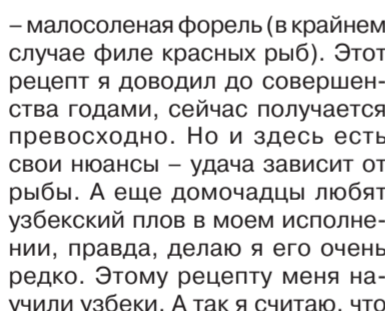 – малосоленая форель (в крайнем
случае филе красных рыб). Этот
рецепт я доводил до совершен-
ства годами, сейчас получается
превосходно. Но и здесь есть
свои нюансы – удача зависит от
рыбы. А еще домочадцы любят
узбекский плов в моем исполне-
нии, правда, делаю я его очень
редко. Этому рецепту меня на-
учили узбеки. А так я считаю, что